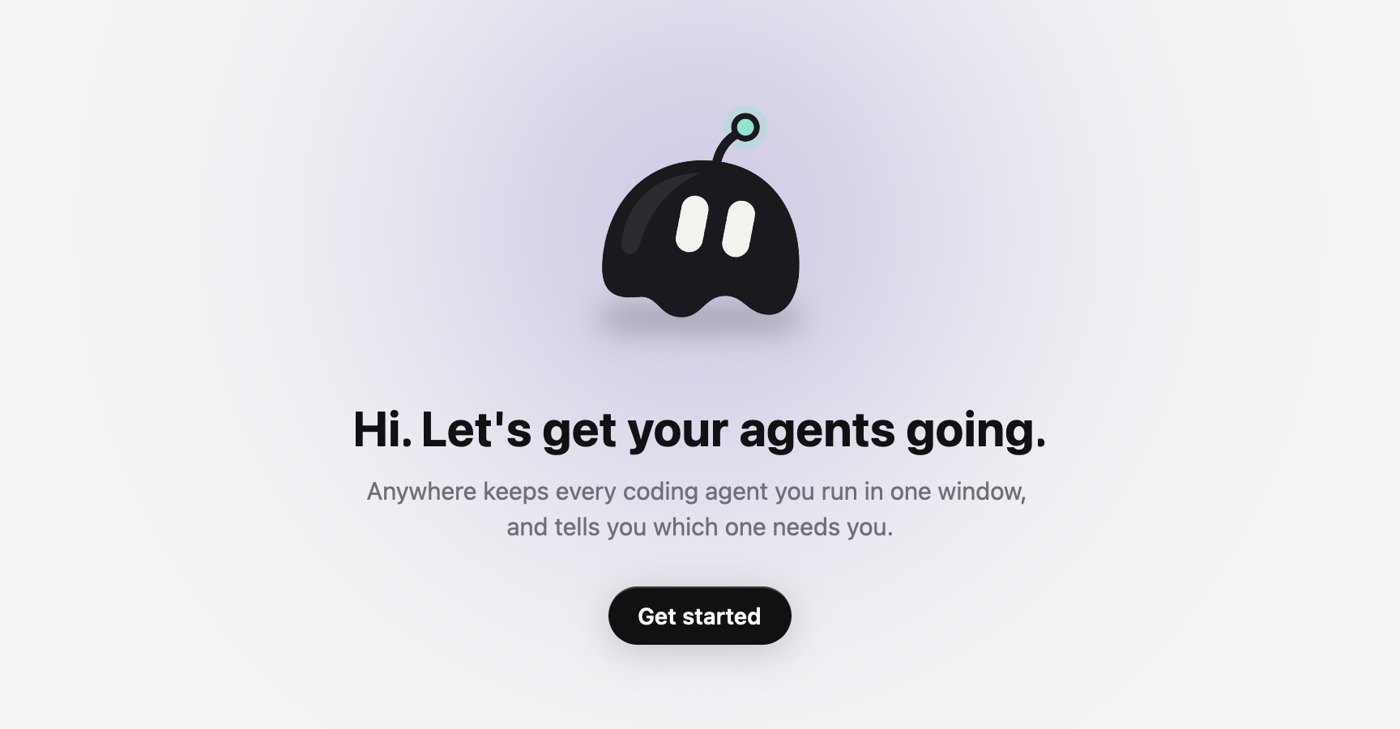 Hi. Let's get your agents going.
Anywhere keeps every coding agent you run in one window,
and tells you which one needs you.
Get started